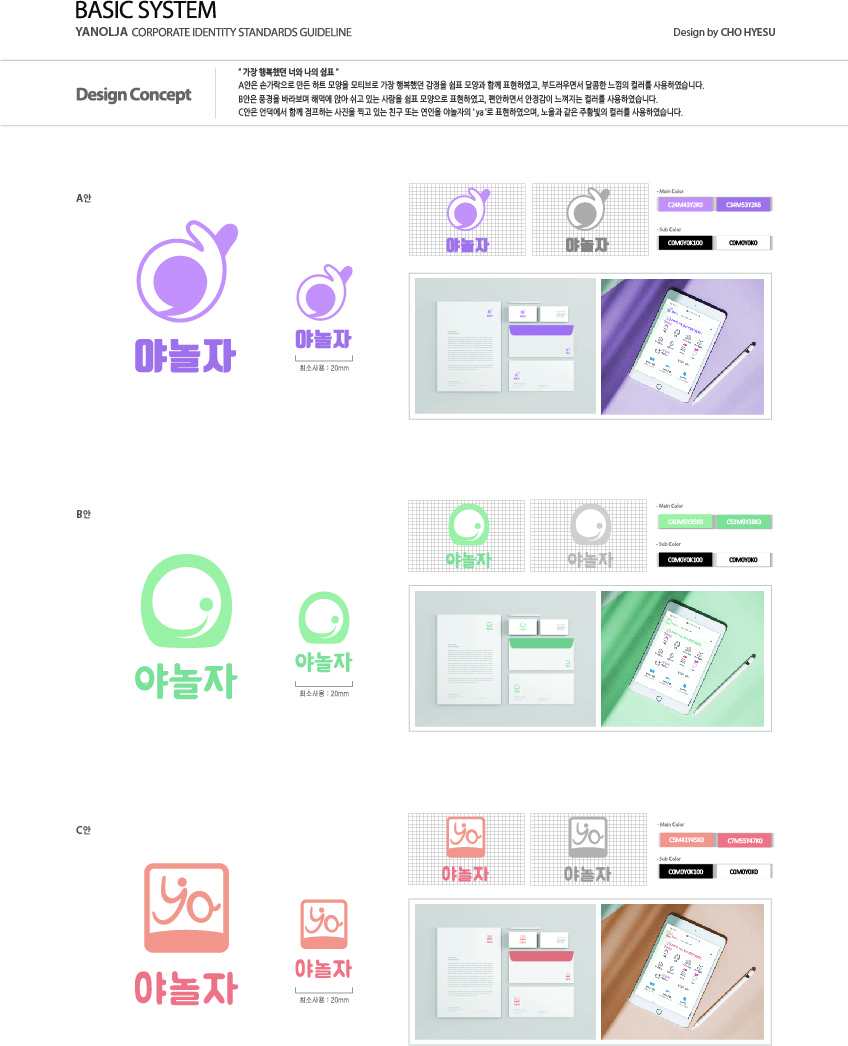 BASIC SYSTEM
YANOLJA CORPORATE IDENTITY STANDARDS GUIDELINE
Design by CHO HYESU
Design Concept
" 가장 행복했던 너와 나의 쉼표 "
A안은 손가락으로 만든 하트 모양을 모티브로 가장 행복했던 감정을 쉼표 모양과 함께 표현하였고, 부드러우면서 달콤한 느낌의 컬러를 사용하였습니다.
B안은 풍경을 바라보며 해먹에 앉아 쉬고 있는 사람을 쉼표 모양으로 표현하였고, 편안하면서 안정감이 느껴지는 컬러를 사용하였습니다.
C안은 언덕에서 함께 점프하는 사진을 찍고 있는 친구 또는 연인을 야놀자의 ' ya '로 표현하였으며, 노을과 같은 주황빛의 컬러를 사용하였습니다.
A안
야놀자
야놀자
최소사용 : 20mm
야놀자
야놀자
- Main Color
C24M43Y2K0
C34M53Y2K6
- Sub Color
C0M0Y0K100
C0M0Y0K0
B안
야놀자
야놀자
최소사용 : 20mm
야놀자
야놀자
- Main Color
C51M9Y38K3
- Sub Color
C0M0Y0K100
C0M0Y0K0
C안
ya
야놀자
ya
야놀자
최소사용 : 20mm
ya
야놀자
ya
야놀자
- Main Color
C5M41Y45K0
C7M55Y47K0
- Sub Color
C0M0Y0K100
C0M0Y0K0